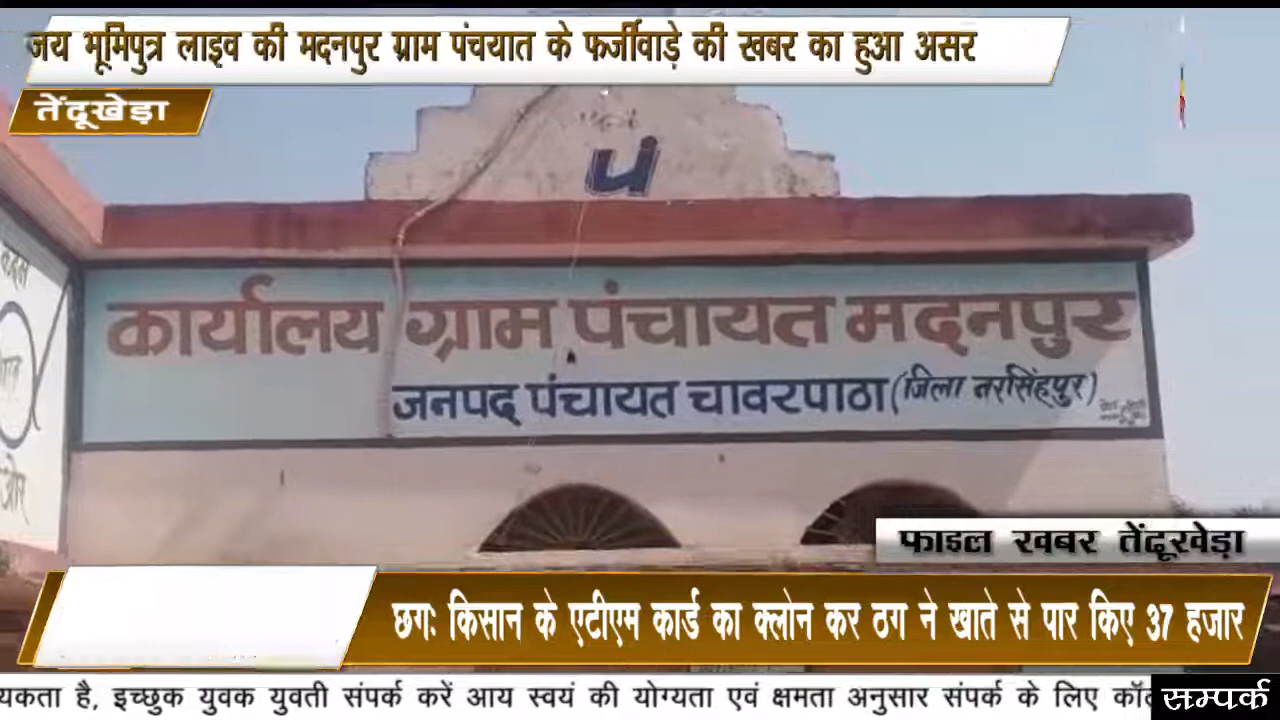 जय भूमिपुत्र लाइव की मदनपुर ग्राम पंचयात के फर्जीवाड़े की खबर का हुआ असर
तेंदूखेड़ा
पं
कार्यालय ग्राम पंचायत मदनपुर
जनपद पंचायत चावरपाठा (जिला नरसिंहपुर)
ओर
फाइल खबर तेंदूखेड़ा
छगः किसान के एटीएम कार्ड का क्लोन कर ठग ने खाते से पार किए 37 हजार
यकता है, इच्छुक युवक युवती संपर्क करें आय स्वयं की योग्यता एवं क्षमता अनुसार संपर्क के लिए कॉल
सम्पर्क